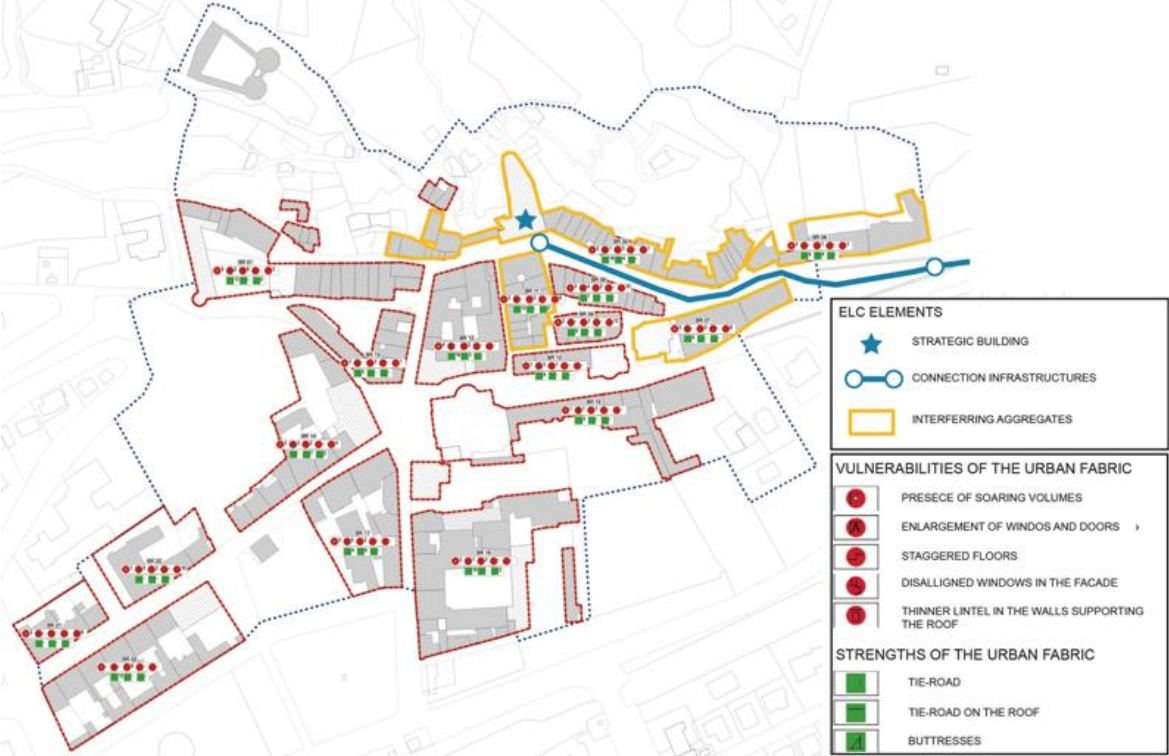 ELC ELEMENTS
STRATEGIC BUILDING
CONNECTION INFRASTRUCTURES
INTERFERRING AGGREGATES
VULNERABILITIES OF THE URBAN FABRIC
PRESECE OF SOARING VOLUMES
ENLARGEMENT OF WINDOS AND DOORS
STAGGERED FLOORS
DISALLIGNED WINDOWS IN THE FACADE
THINNER LINTEL IN THE WALLS SUPPORTING
THE ROOF
STRENGTHS OF THE URBAN FABRIC
TIE-ROAD
TIE-ROAD ON THE ROOF
BUTTRESSES